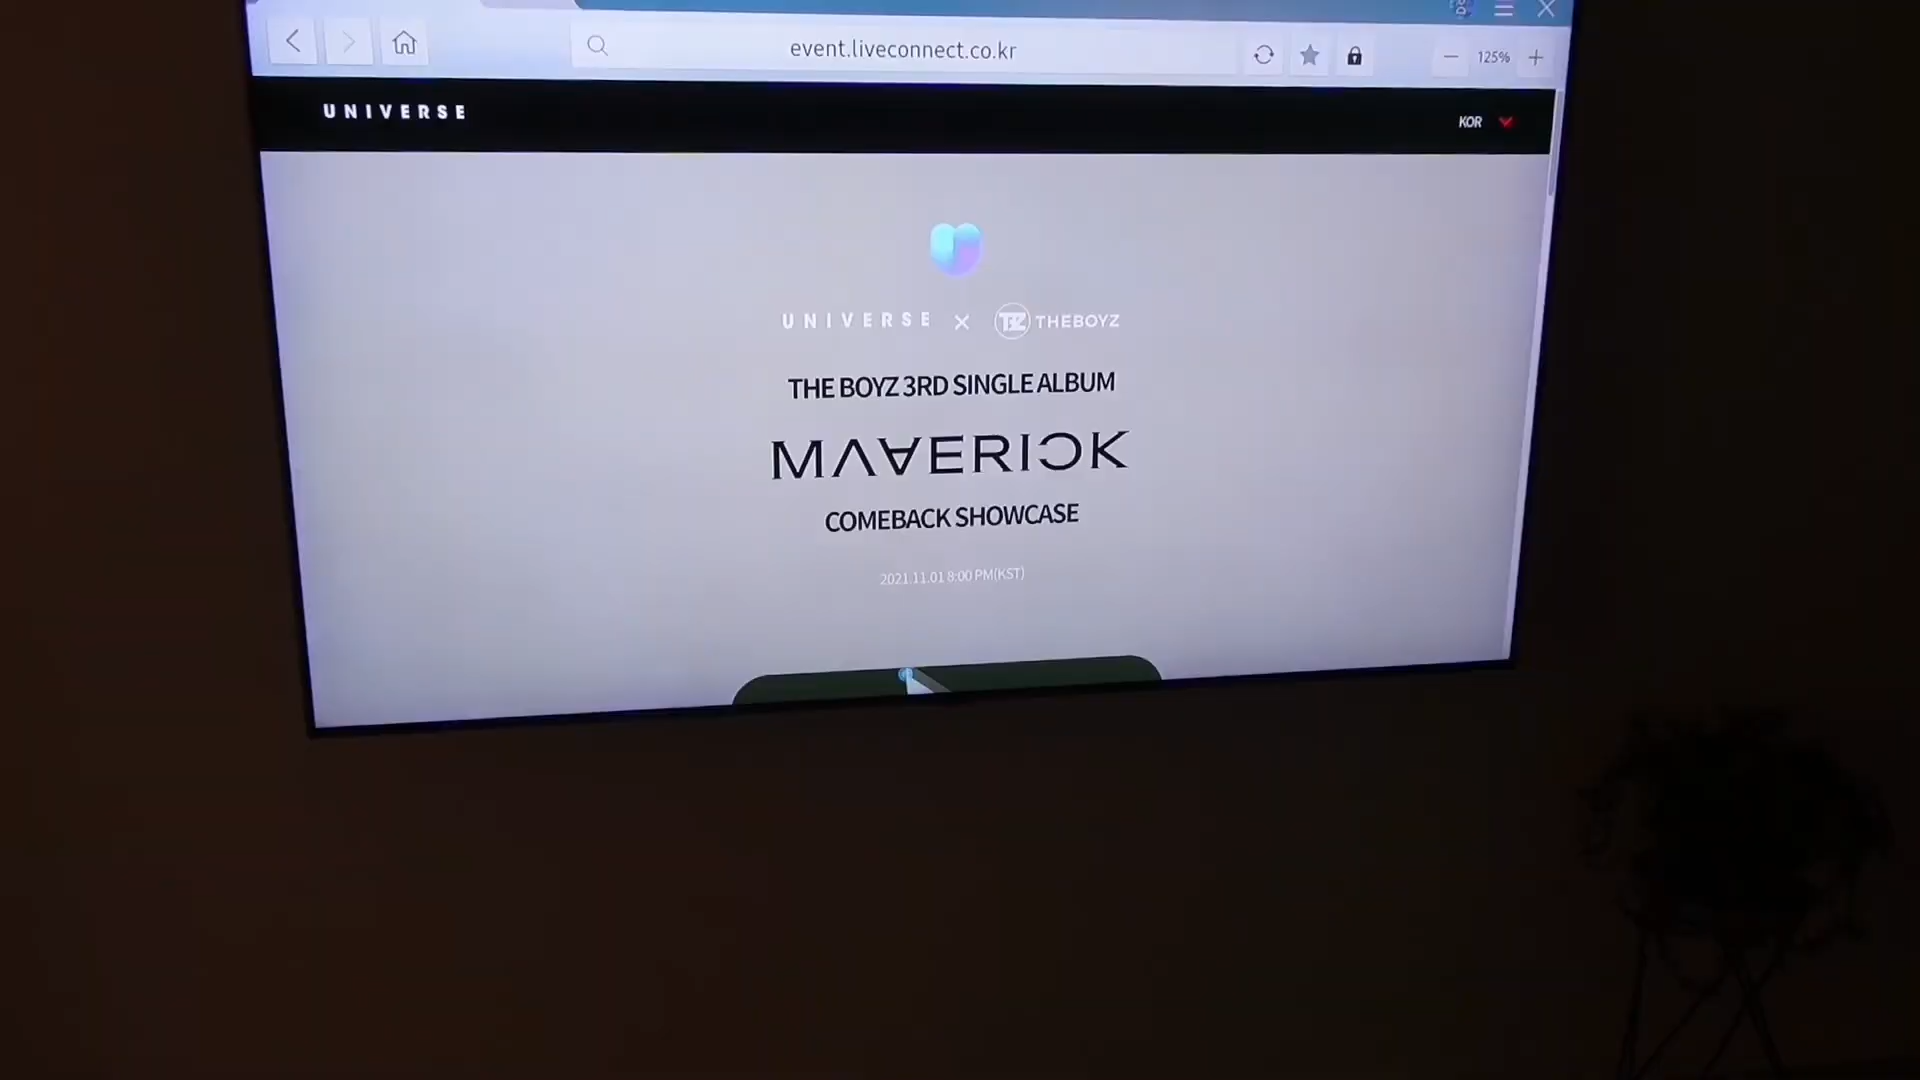 event.liveconnect.co.kr
125%
UNIVERSE
KOR
UNIVERSE × TBZ THEBOYZ
THE BOYZ 3RD SINGLE ALBUM
MAVERICK
COMEBACK SHOWCASE
2021.11.01 8:00 PM(KST)